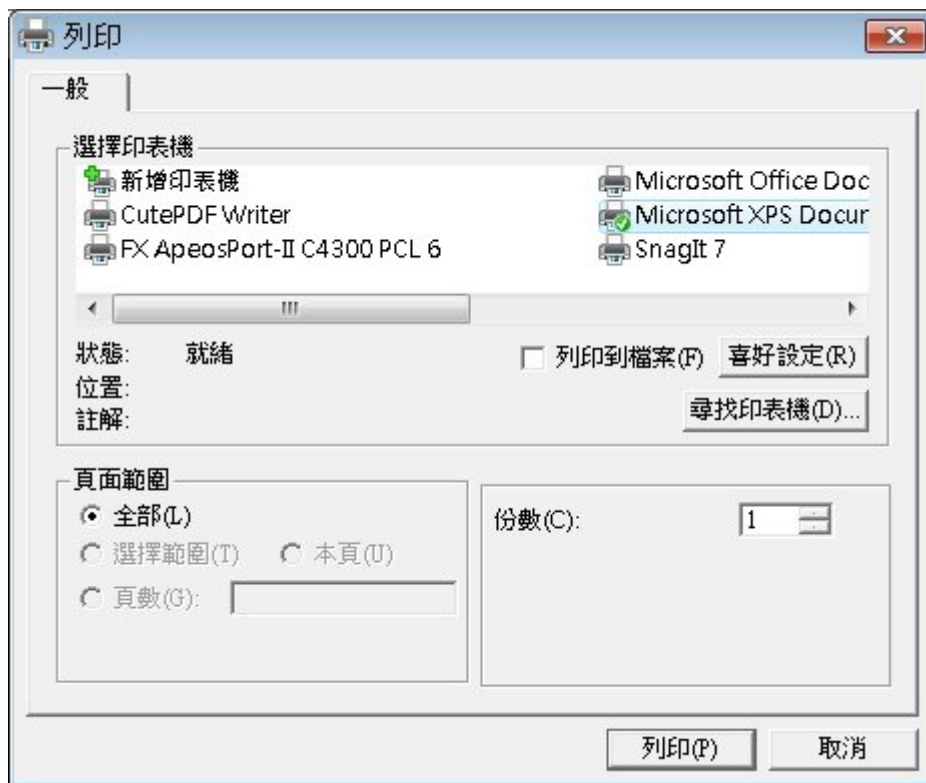 列印
一般
選擇印表機
新增印表機
Microsoft Office Doc
CutePDF Writer
Microsoft XPS Docur
FX ApeosPort-II C4300 PCL 6
SnagIt 7
狀態: 就緒
列印到檔案(F) 喜好設定(R)
位置:
註解:
尋找印表機(D)...
頁面範圍
全部(L)
選擇範圍(T) 本頁(U)
頁數(G):
份數(C): 1
列印(P) 取消